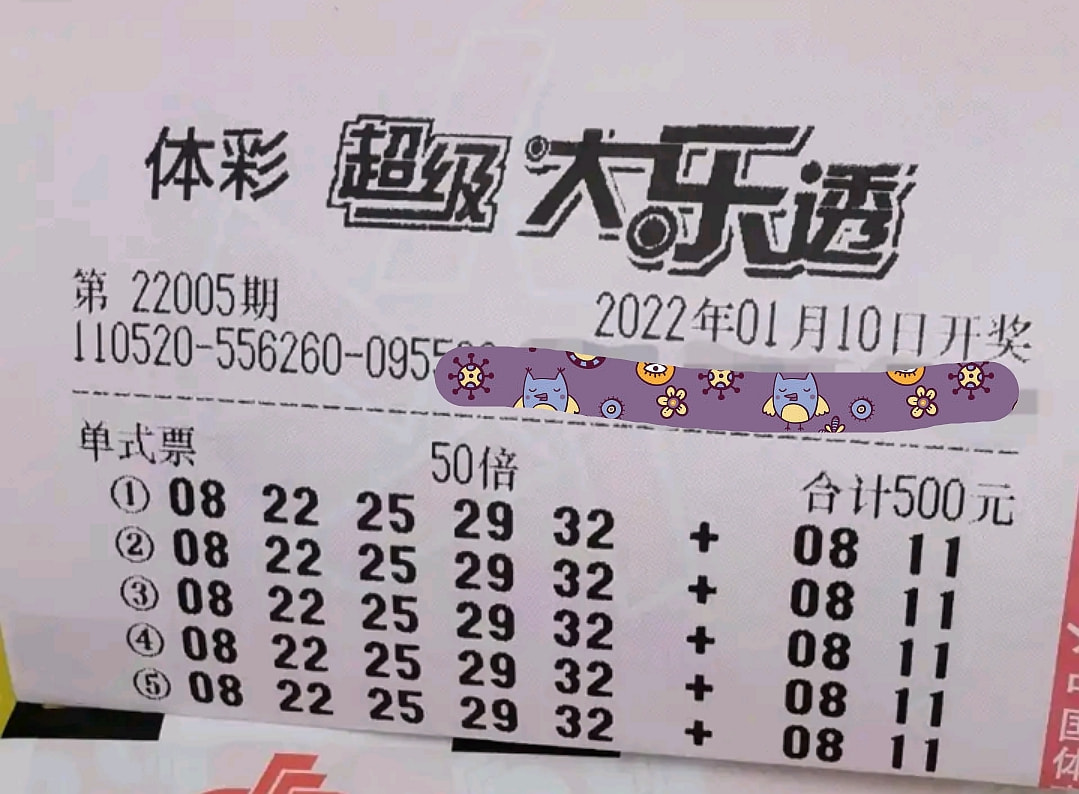 体彩 超级大乐透
第 22005期
2022年01月10日开奖
110520-556260-095
单式票 50倍 合计500元
① 08 22 25 29 32 + 08 11
② 08 22 25 29 32 + 08 11
③ 08 22 25 29 32 + 08 11
④ 08 22 25 29 32 + 08 11
⑤ 08 22 25 29 32 + 08 11
中国体